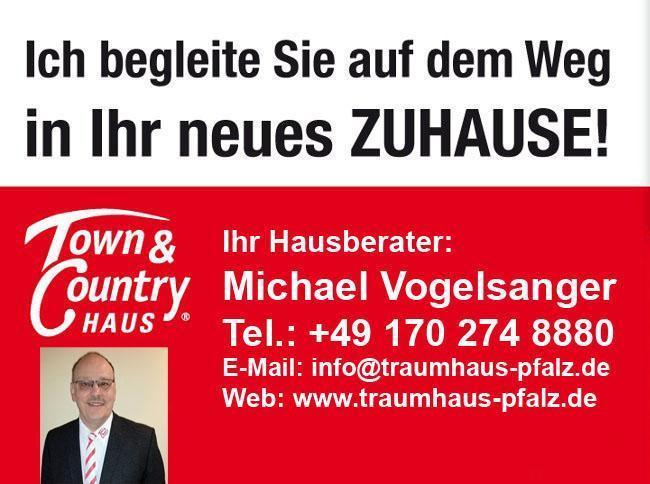 Ich begleite Sie auf dem Weg
in Ihr neues ZUHAUSE!
Town &
Country
HAUS ®
Ihr Hausberater:
Michael Vogelsanger
Tel.: +49 170 274 8880
E-Mail: info@traumhaus-pfalz.de
Web: www.traumhaus-pfalz.de